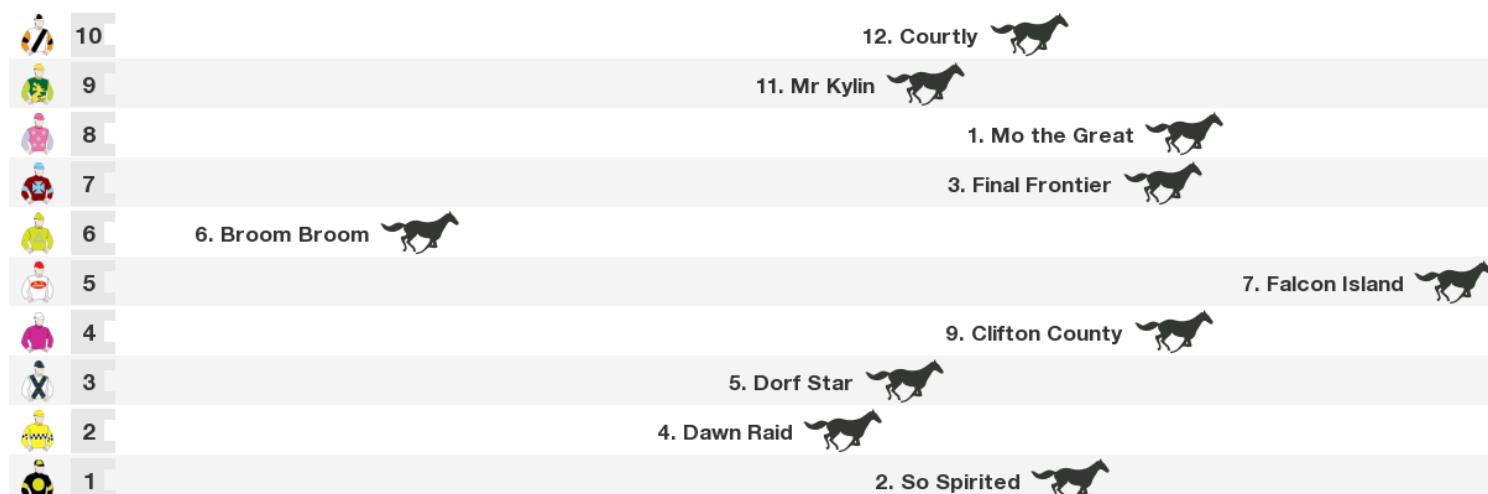 10 12. Courtly
9 11. Mr Kylin
8 1. Mo the Great
7 3. Final Frontier
6 6. Broom Broom
5 7. Falcon Island
4 9. Clifton County
3 5. Dorf Star
2 4. Dawn Raid
1 2. So Spirited